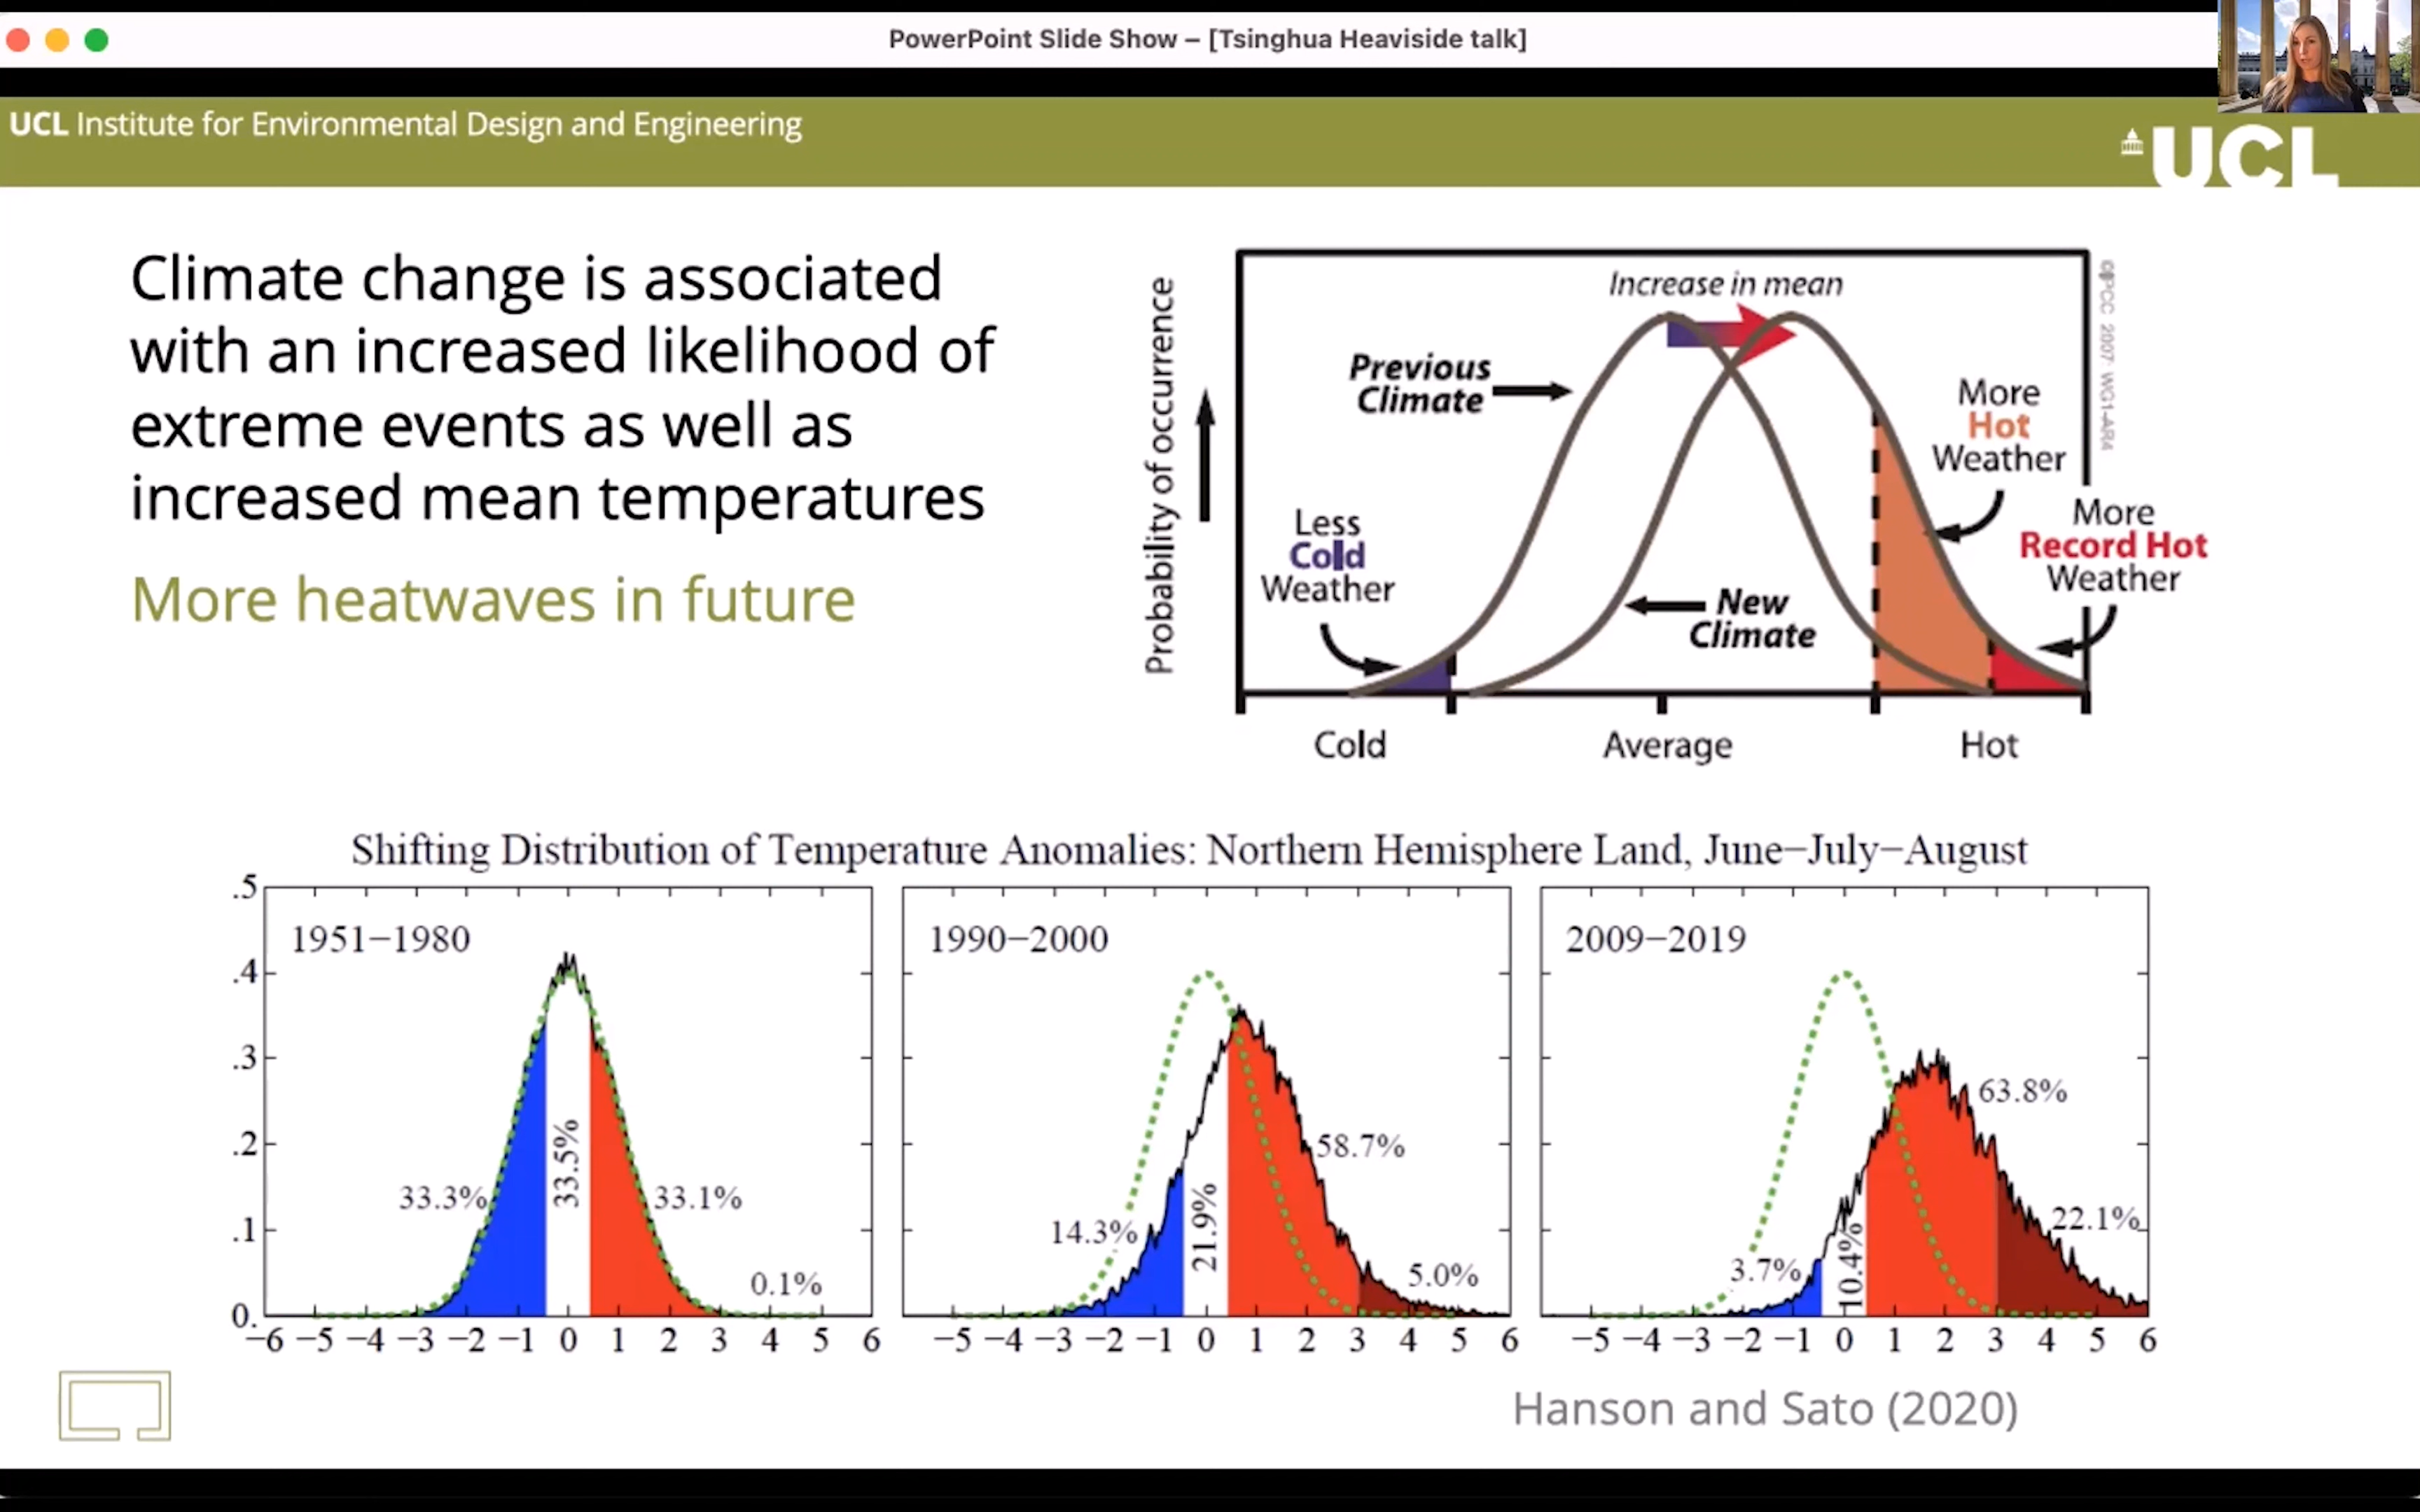 PowerPoint Slide Show – [Tsinghua Heaviside talk]
UCL Institute for Environmental Design and Engineering
UCL
Climate change is associated
with an increased likelihood of
extreme events as well as
increased mean temperatures
More heatwaves in future
Probability of occurrence
Increase in mean
Previous
Climate
Less
Cold
Weather
New
Climate
More
Hot
Weather
More
Record Hot
Weather
2007: WG1-AR4
Cold
Average
Hot
Shifting Distribution of Temperature Anomalies: Northern Hemisphere Land, June–July–August
.5
.4
.3
.2
.1
0.
1951–1980
33.3%
33.5%
33.1%
0.1%
−6 −5 −4 −3 −2 −1 0 1 2 3 4 5 6
1990–2000
14.3%
21.9%
58.7%
5.0%
−5 −4 −3 −2 −1 0 1 2 3 4 5 6
2009–2019
3.7%
10.4%
63.8%
22.1%
−5 −4 −3 −2 −1 0 1 2 3 4 5 6
Hanson and Sato (2020)